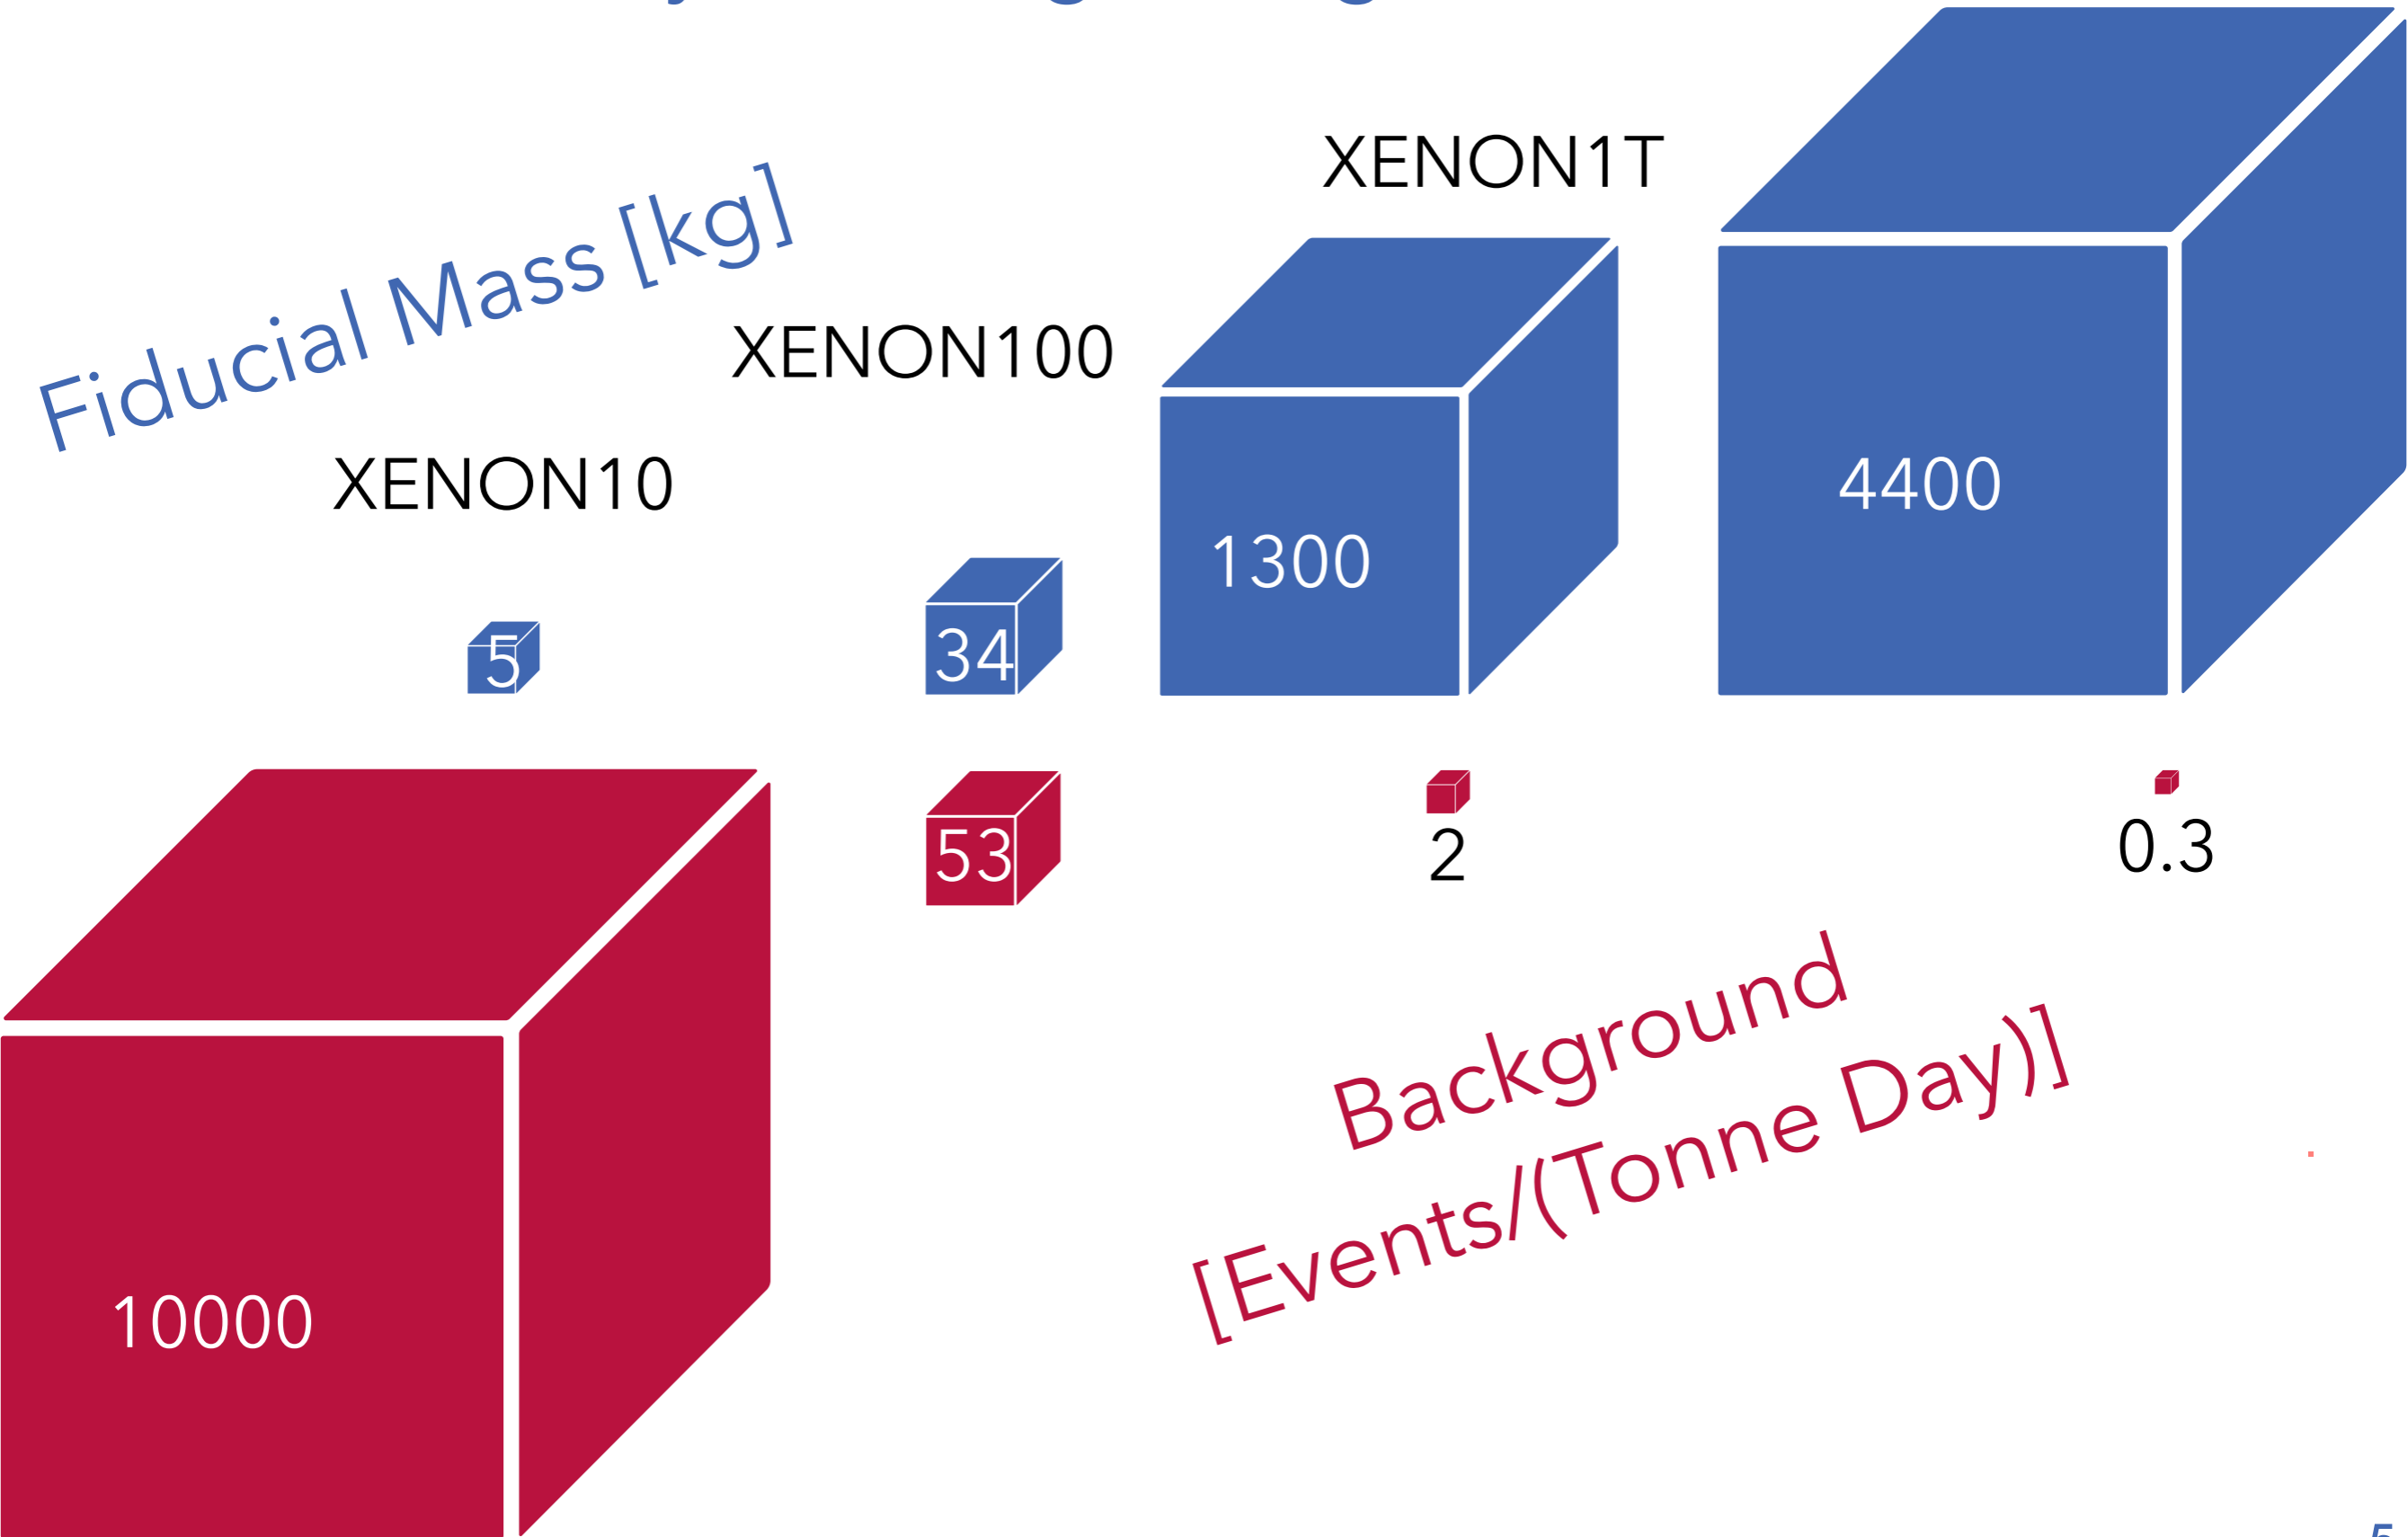 XENON1T
Fiducial Mass [kg]
XENON100
XENON10
4400
1300
5
34
53
2
0.3
Background
[Events/(Tonne Day)]
10000